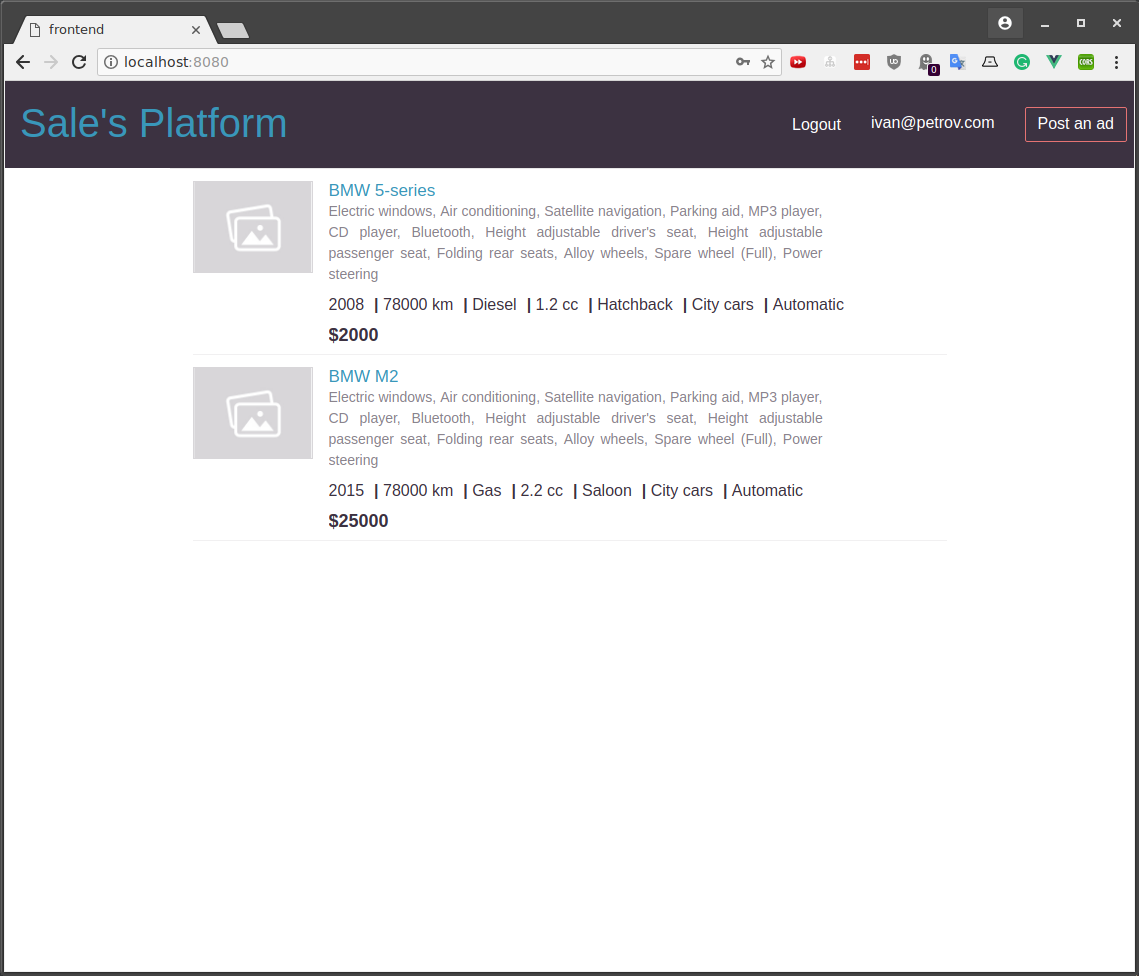 frontend
localhost:8080
UD
0
G
CORS
Sale's Platform
Logout ivan@petrov.com Post an ad
BMW 5-series
Electric windows, Air conditioning, Satellite navigation, Parking aid, MP3 player,
CD player, Bluetooth, Height adjustable driver's seat, Height adjustable
passenger seat, Folding rear seats, Alloy wheels, Spare wheel (Full), Power
steering
2008 | 78000 km | Diesel | 1.2 cc | Hatchback | City cars | Automatic
$2000
BMW M2
Electric windows, Air conditioning, Satellite navigation, Parking aid, MP3 player,
CD player, Bluetooth, Height adjustable driver's seat, Height adjustable
passenger seat, Folding rear seats, Alloy wheels, Spare wheel (Full), Power
steering
2015 | 78000 km | Gas | 2.2 cc | Saloon | City cars | Automatic
$25000